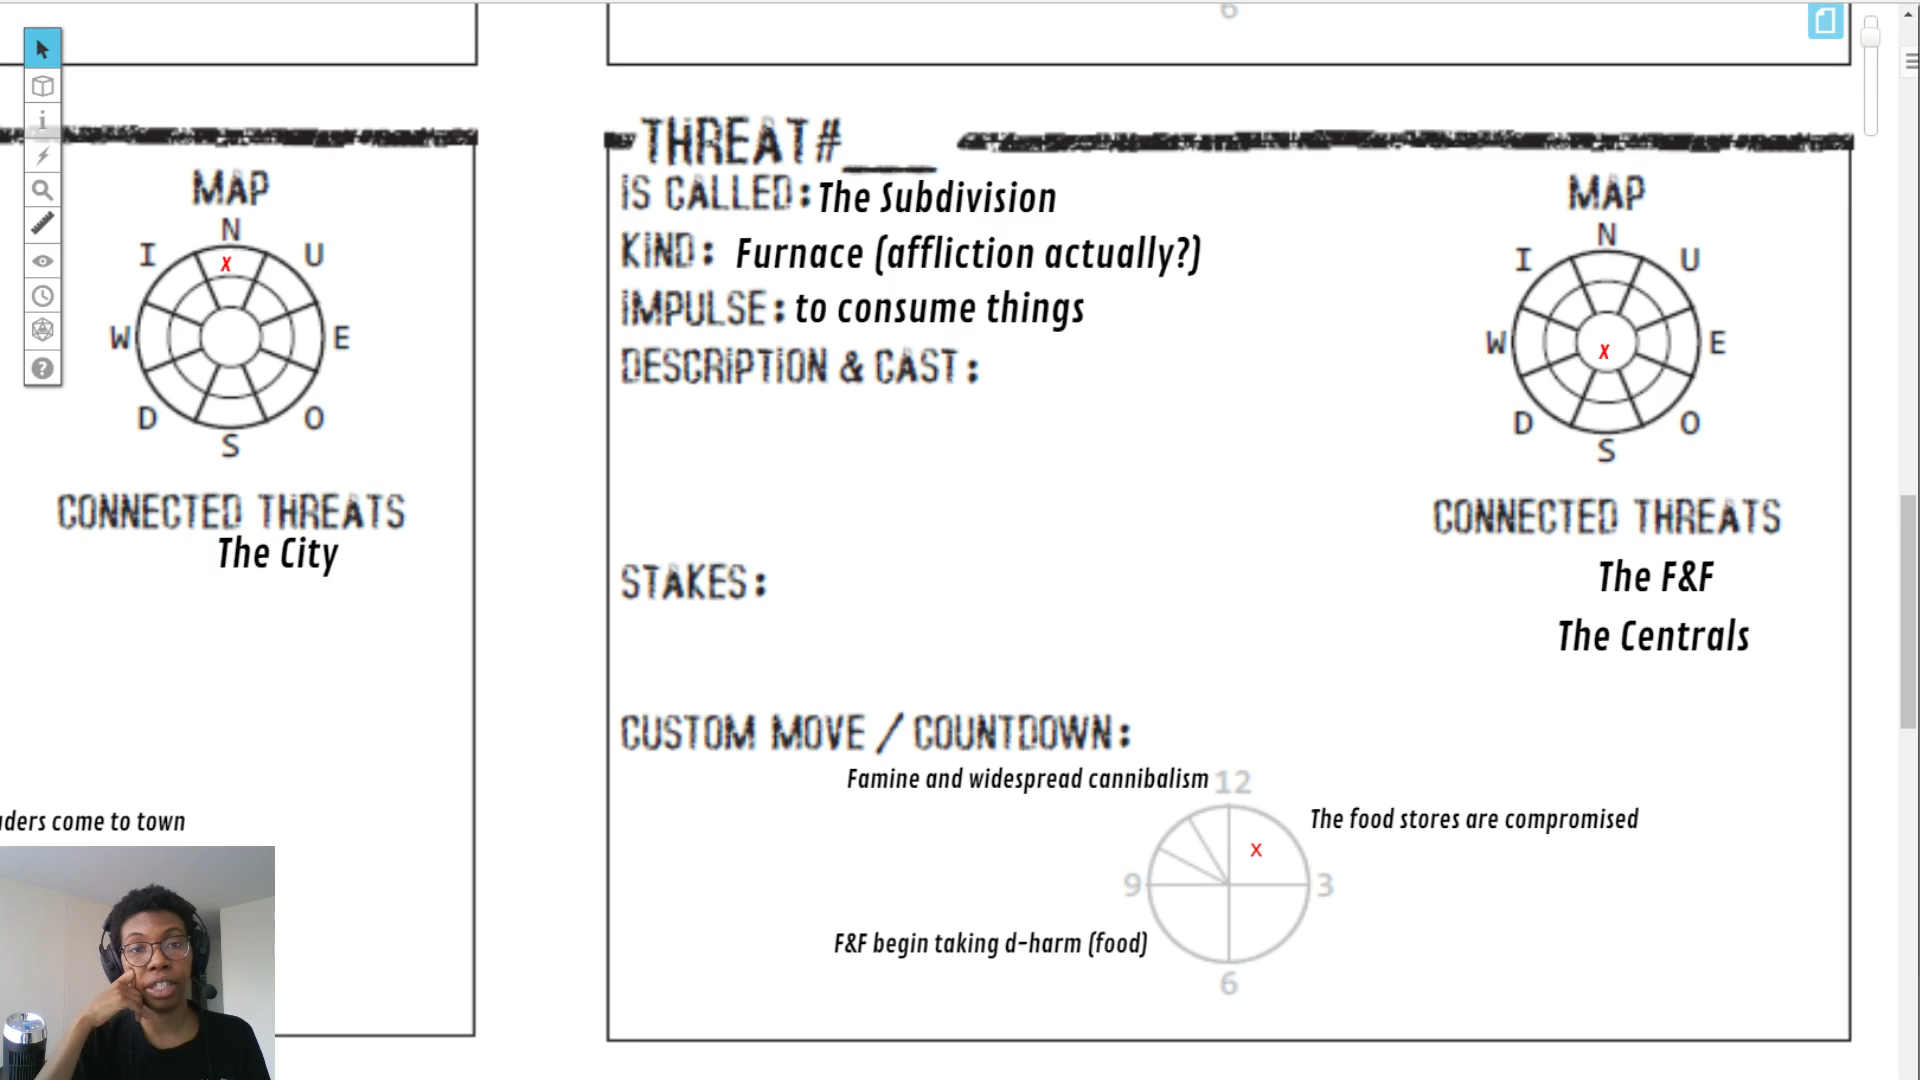 6
MAP
N
I
U
W
E
D
O
S
CONNECTED THREATS
The City
ders come to town
THREAT#___
IS CALLED: The Subdivision
KIND: Furnace (affliction actually?)
IMPULSE: to consume things
DESCRIPTION & CAST:
MAP
N
I
U
W
E
D
O
S
CONNECTED THREATS
The F&F
The Centrals
STAKES:
CUSTOM MOVE / COUNTDOWN:
Famine and widespread cannibalism
12
The food stores are compromised
x
9
3
F&F begin taking d-harm (food)
6